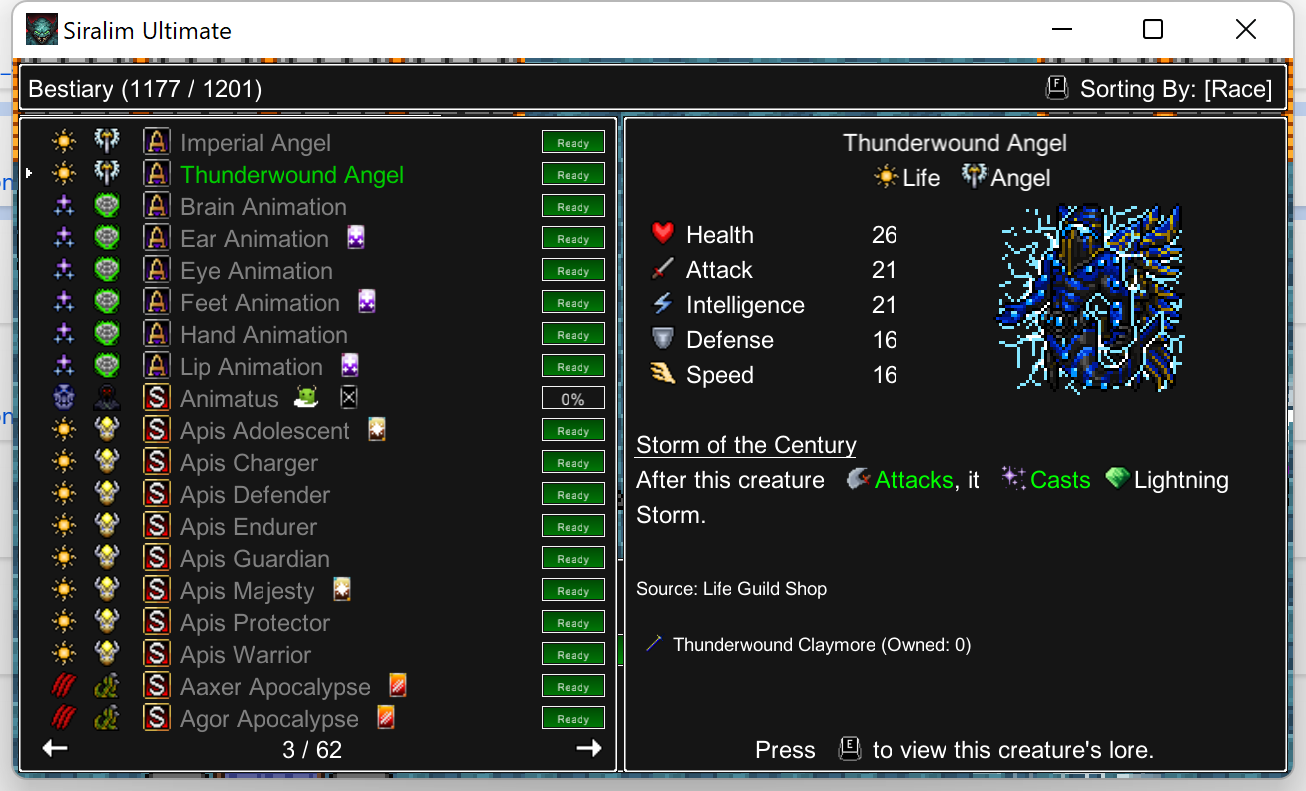 Siralim Ultimate
Bestiary (1177 / 1201)
F Sorting By: [Race]
A Imperial Angel Ready
A Thunderwound Angel Ready
A Brain Animation Ready
A Ear Animation Ready
A Eye Animation Ready
A Feet Animation Ready
A Hand Animation Ready
A Lip Animation Ready
S Animatus 0%
S Apis Adolescent Ready
S Apis Charger Ready
S Apis Defender Ready
S Apis Endurer Ready
S Apis Guardian Ready
S Apis Majesty Ready
S Apis Protector Ready
S Apis Warrior Ready
S Aaxer Apocalypse Ready
S Agor Apocalypse Ready
3 / 62
Thunderwound Angel
Life Angel
Health 26
Attack 21
Intelligence 21
Defense 16
Speed 16
Storm of the Century
After this creature Attacks, it Casts Lightning
Storm.
Source: Life Guild Shop
Thunderwound Claymore (Owned: 0)
Press E to view this creature's lore.